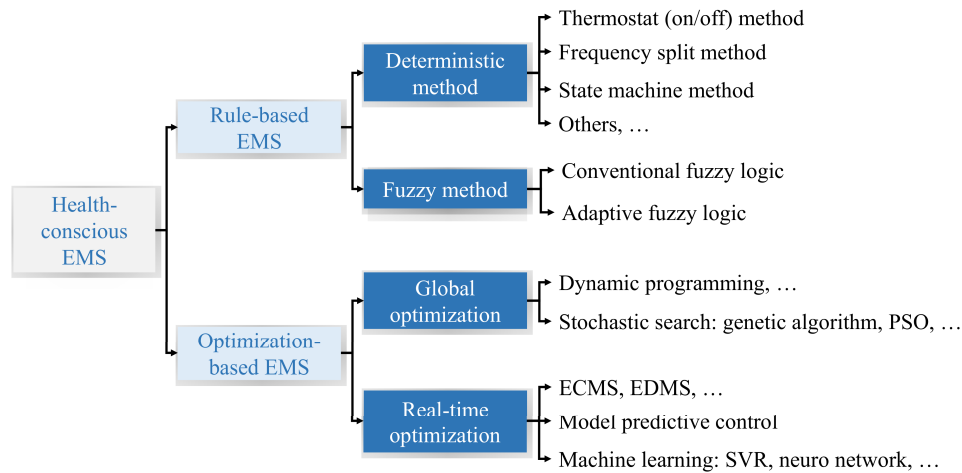 Health-
conscious
EMS
Rule-based
EMS
Deterministic
method
Thermostat (on/off) method
Frequency split method
State machine method
Others, …
Fuzzy method
Conventional fuzzy logic
Adaptive fuzzy logic
Optimization-
based EMS
Global
optimization
Dynamic programming, …
Stochastic search: genetic algorithm, PSO, …
Real-time
optimization
ECMS, EDMS, …
Model predictive control
Machine learning: SVR, neuro network, …